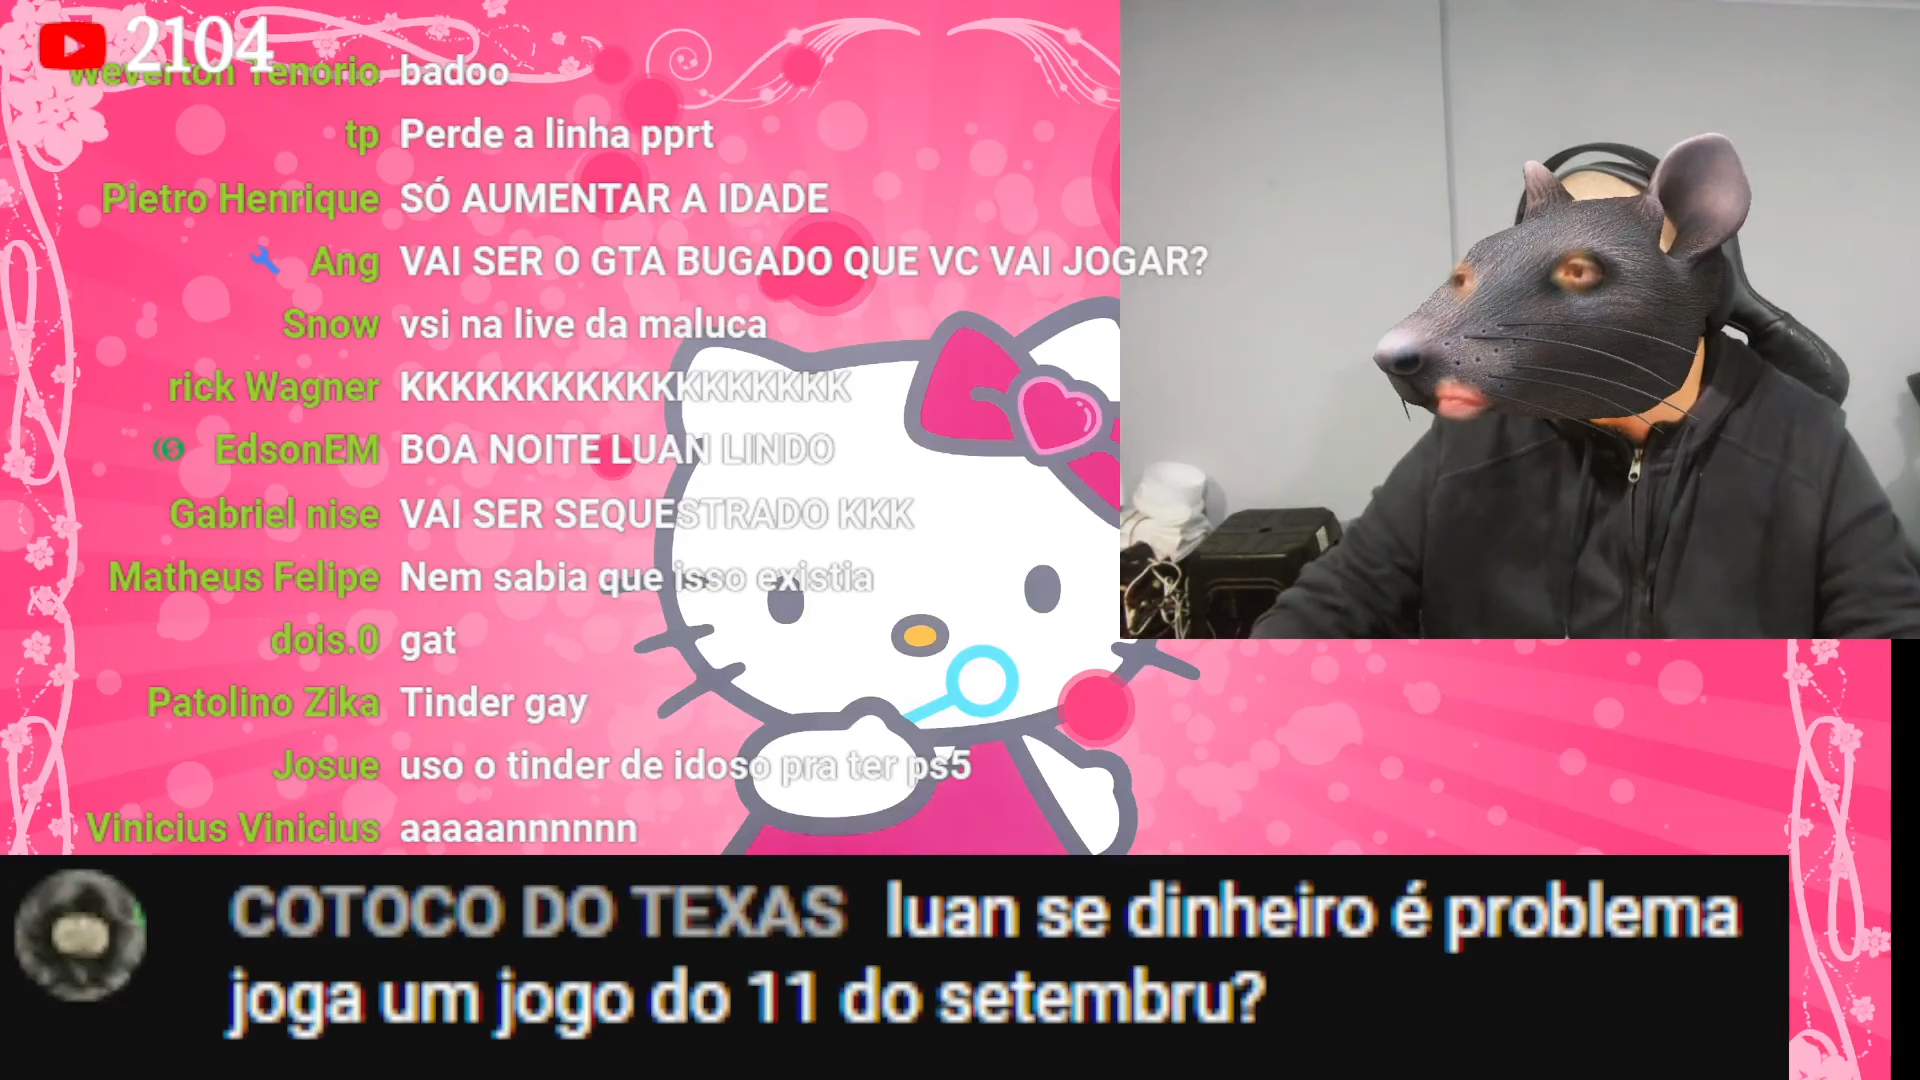 2104
Weverton Tenorio badoo
tp Perde a linha pprt
Pietro Henrique SÓ AUMENTAR A IDADE
Ang VAI SER O GTA BUGADO QUE VC VAI JOGAR?
Snow vsi na live da maluca
rick Wagner KKKKKKKKKKKKKKKKKK
EdsonEM BOA NOITE LUAN LINDO
Gabriel nise VAI SER SEQUESTRADO KKK
Matheus Felipe Nem sabia que isso existia
dois.0 gat
Patolino Zika Tinder gay
Josue uso o tinder de idoso pra ter ps5
Vinicius Vinicius aaaaannnnnn
COTOCO DO TEXAS luan se dinheiro é problema
joga um jogo do 11 do setembru?